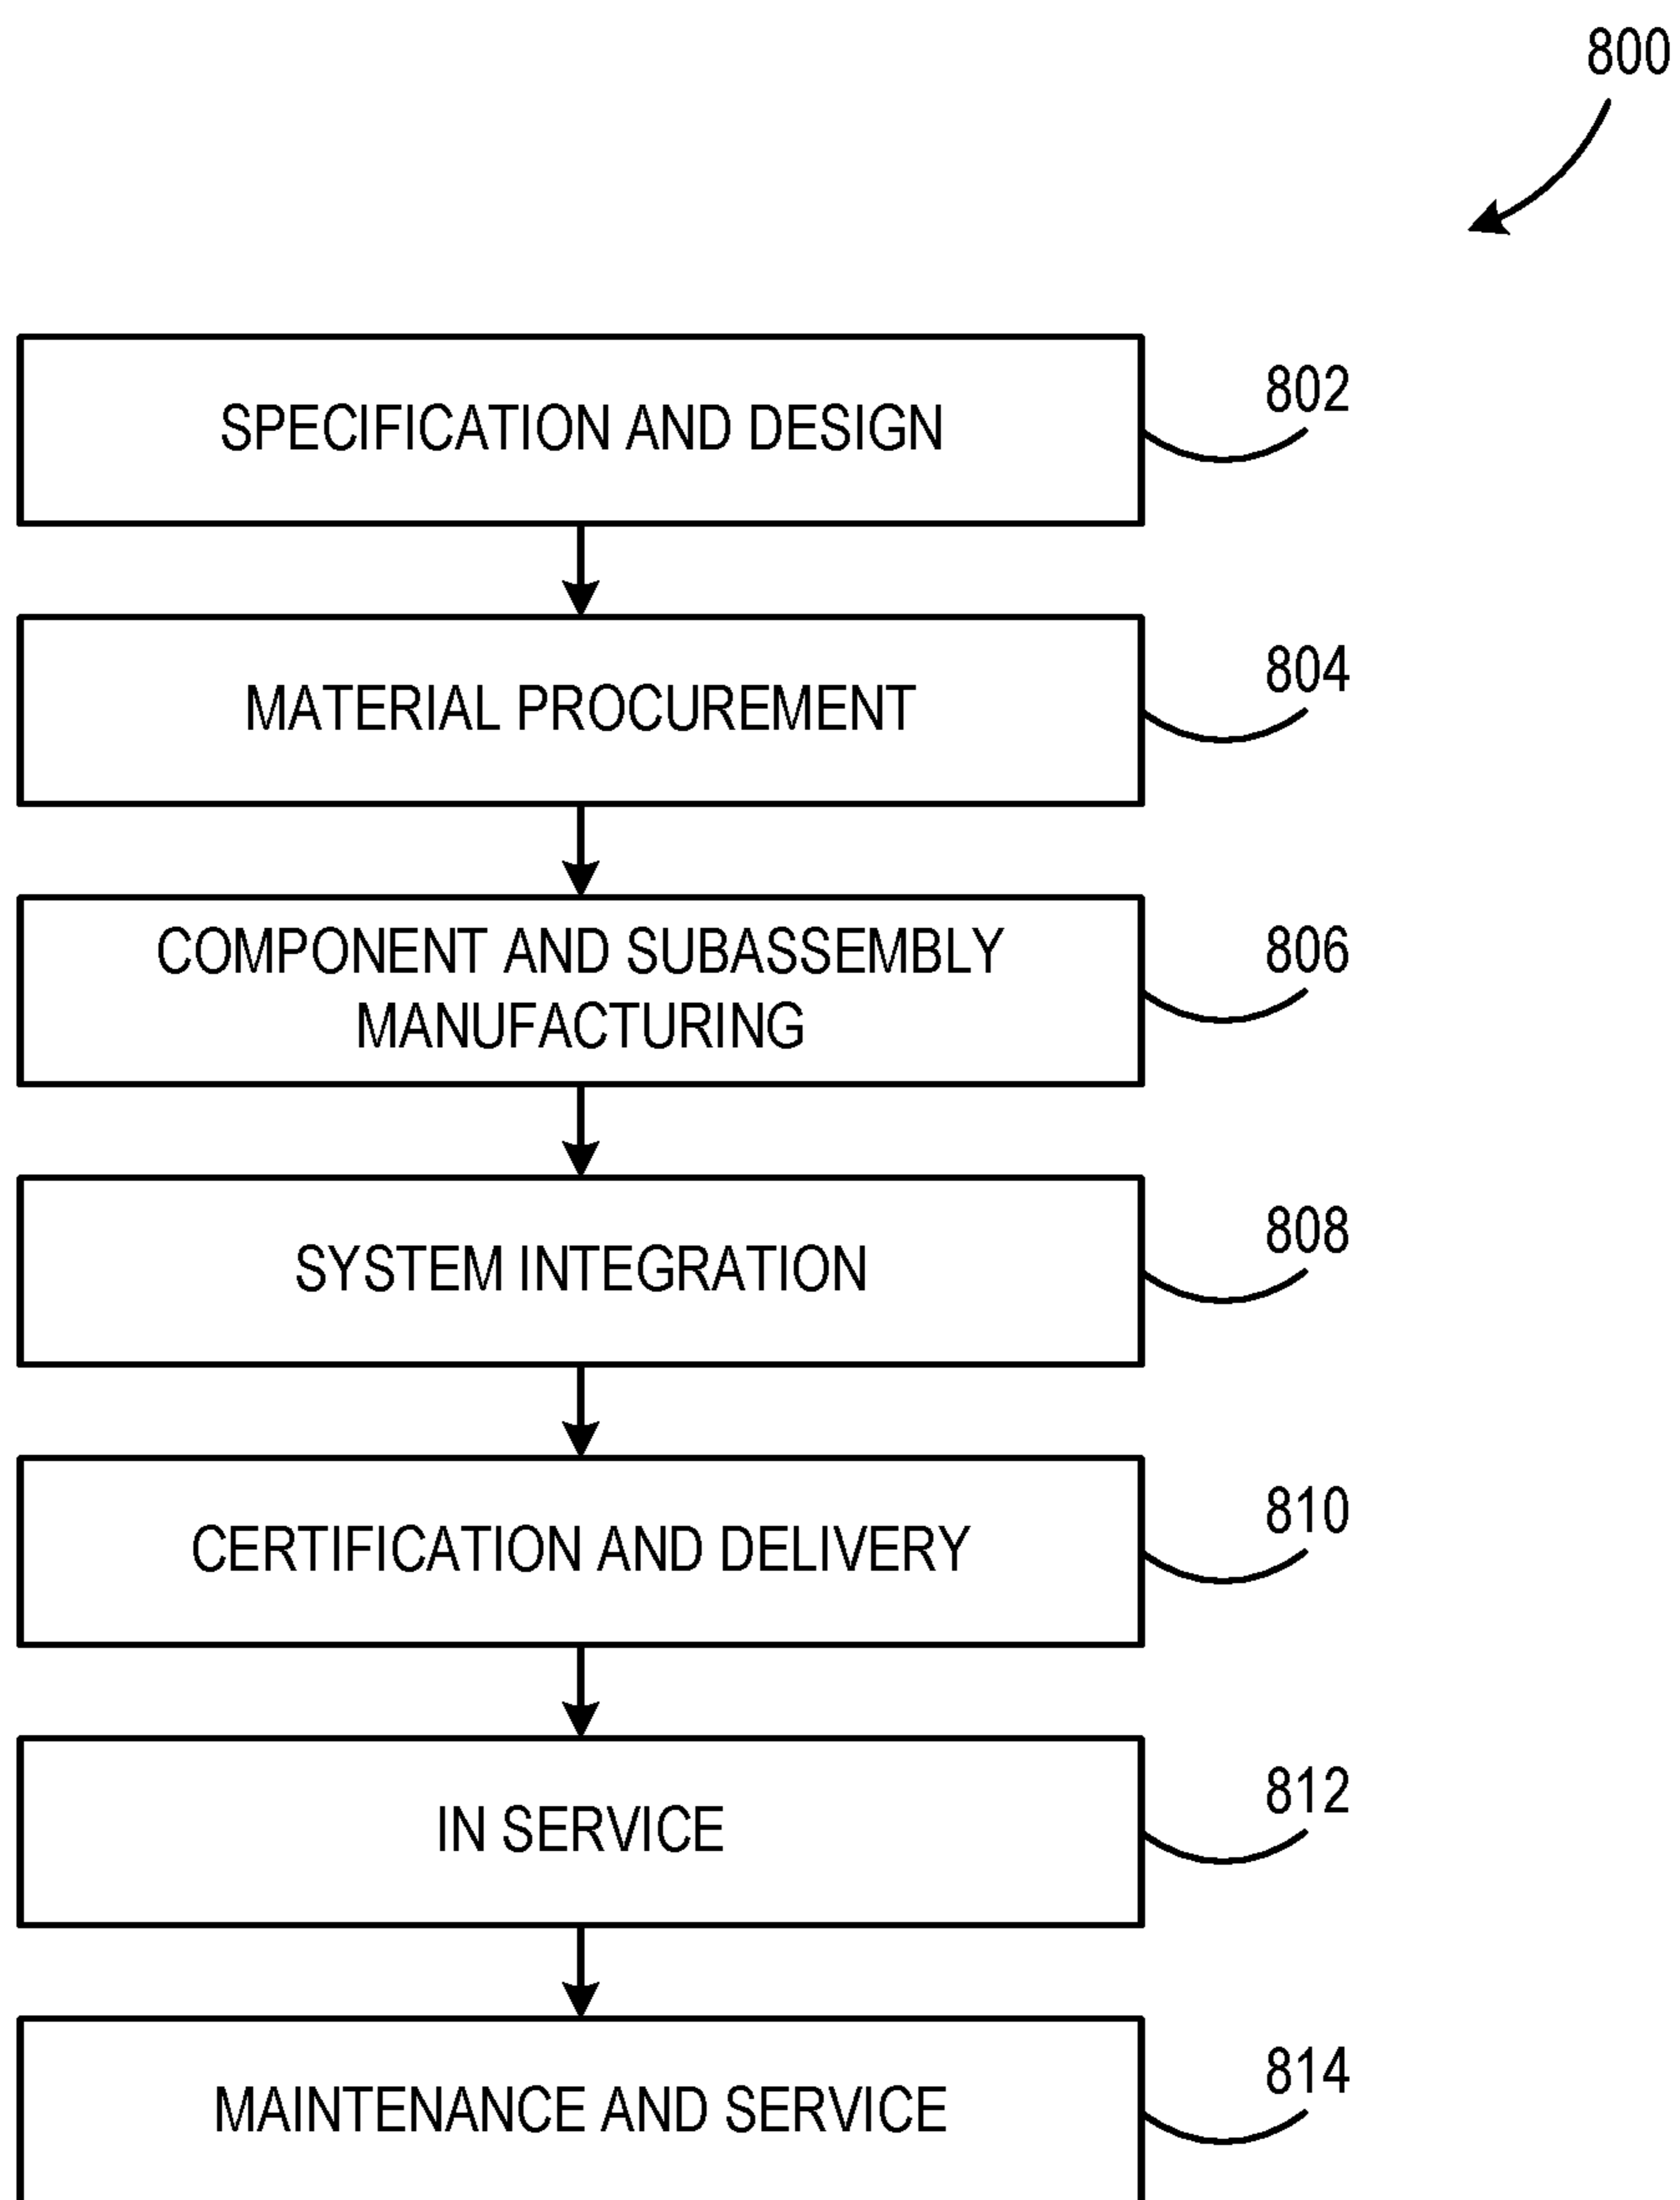 800
SPECIFICATION AND DESIGN
802
MATERIAL PROCUREMENT
804
COMPONENT AND SUBASSEMBLY
MANUFACTURING
806
SYSTEM INTEGRATION
808
CERTIFICATION AND DELIVERY
810
IN SERVICE
812
MAINTENANCE AND SERVICE
814